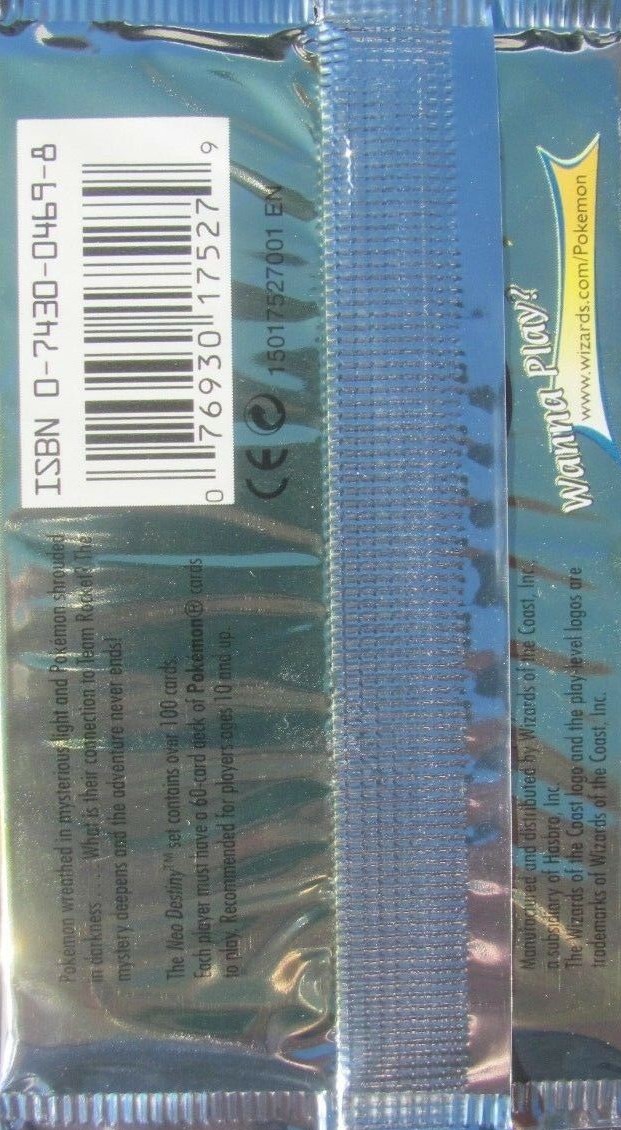 ISBN 0-7430-0469-8
0 76930 17527 9
CE 15017527001 EN
Pokémon wreathed in mysterious light and Pokémon shrouded
in darkness . . . . What is their connection to Team Rocket? The
mystery deepens and the adventure never ends!
The Neo Destiny™ set contains over 100 cards.
Each player must have a 60-card deck of Pokémon® cards
to play. Recommended for players ages 10 and up.
Wanna Play?
www.wizards.com/Pokemon
Manufactured and distributed by Wizards of the Coast, Inc.,
a subsidiary of Hasbro, Inc.
The Wizards of the Coast logo and the play level logos are
trademarks of Wizards of the Coast, Inc.